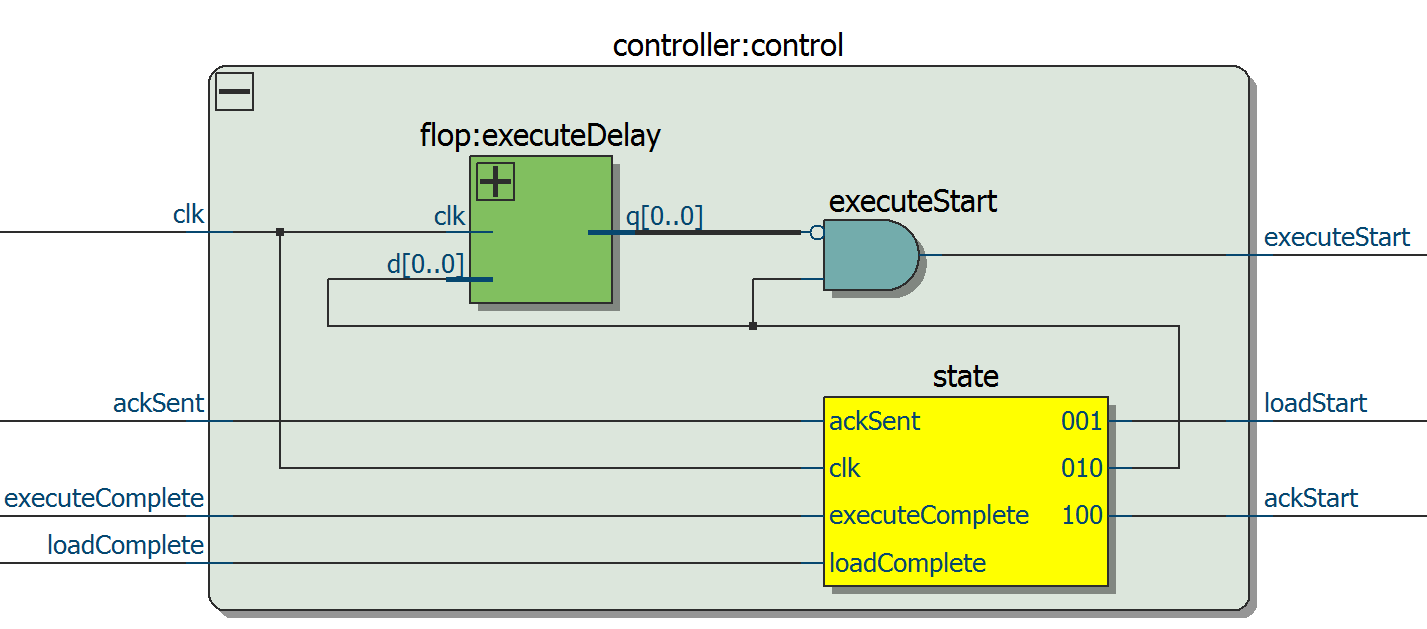 controller:control
flop:executeDelay
executeStart
clk
clk
q[0..0]
executeStart
d[0..0]
state
ackSent
loadStart
ackSent
001
clk
010
executeComplete
ackStart
executeComplete
100
loadComplete
loadComplete